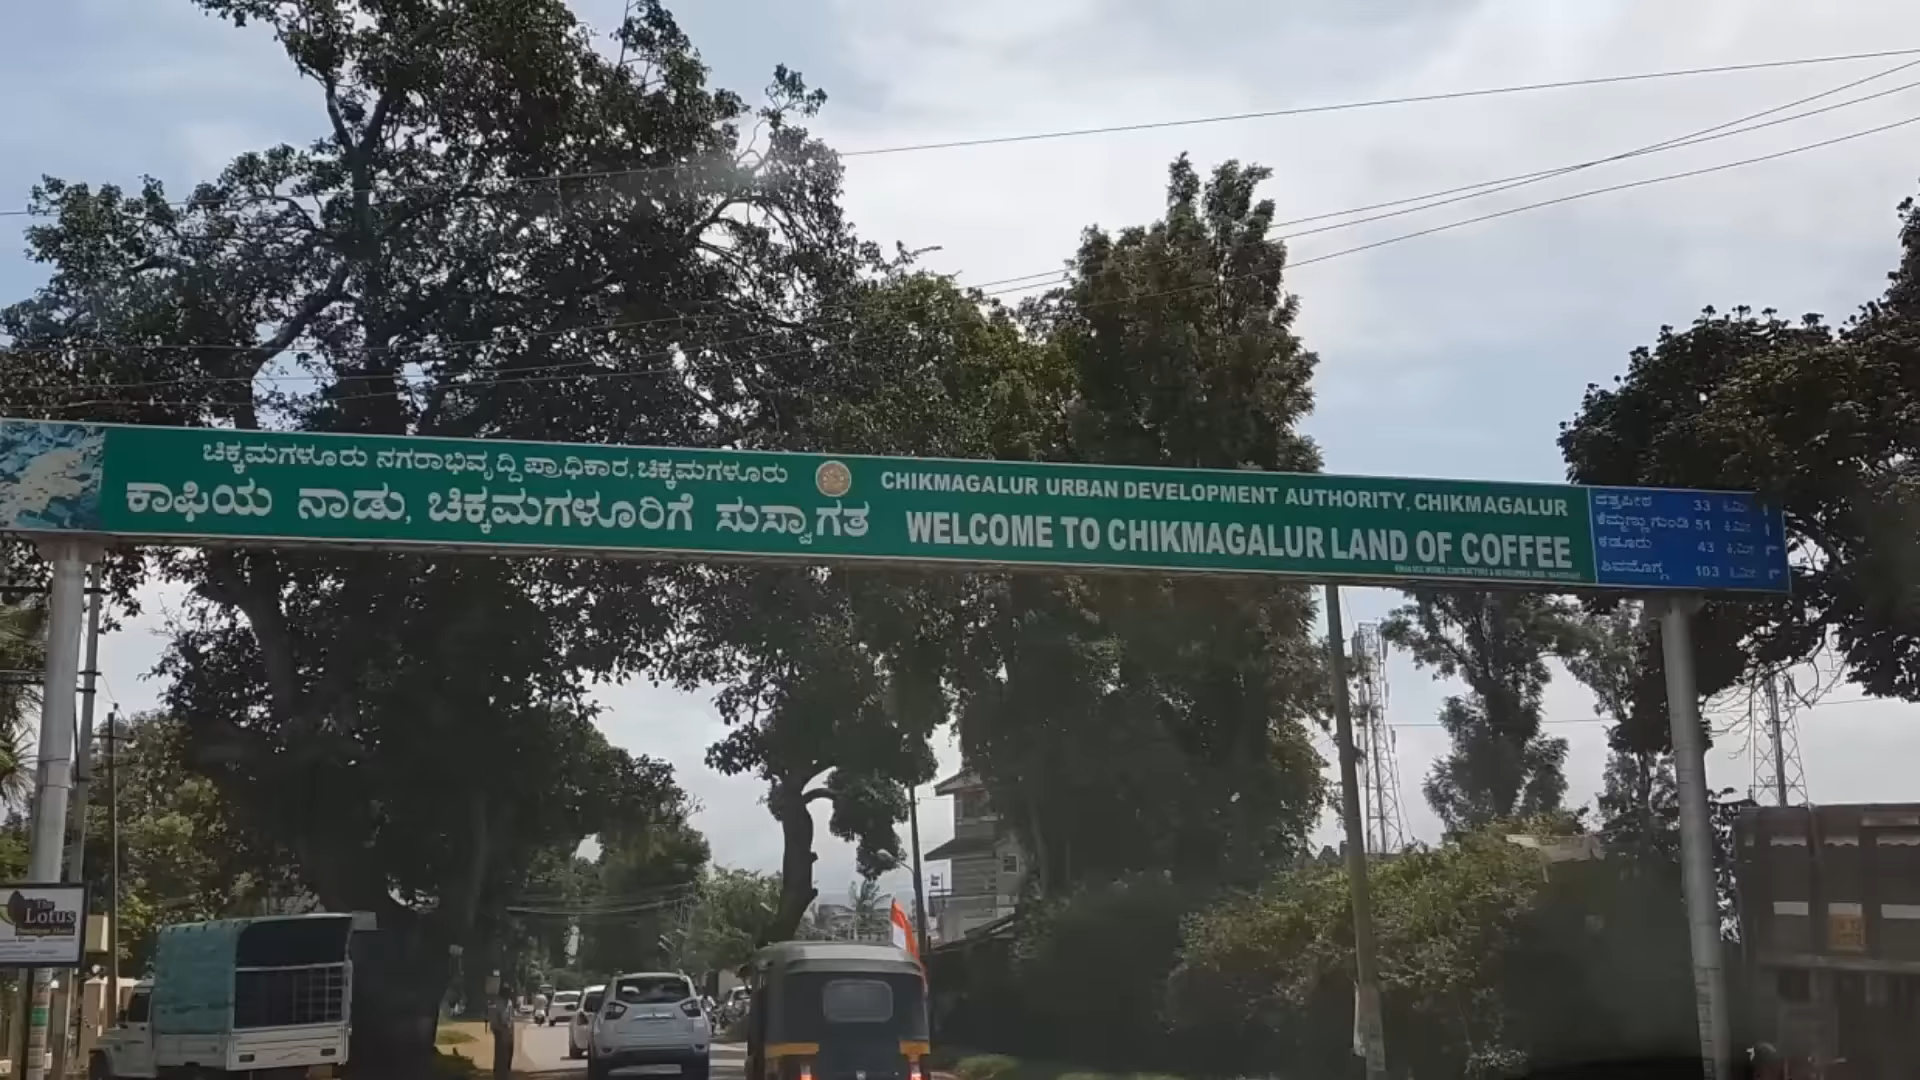 ಚಿಕ್ಕಮಗಳೂರು ನಗರಾಭಿವೃದ್ದಿ ಪ್ರಾಧಿಕಾರ, ಚಿಕ್ಕಮಗಳೂರು
ಕಾಫಿಯ ನಾಡು, ಚಿಕ್ಕಮಗಳೂರಿಗೆ ಸುಸ್ವಾಗತ
CHIKMAGALUR URBAN DEVELOPMENT AUTHORITY, CHIKMAGALUR
WELCOME TO CHIKMAGALUR LAND OF COFFEE
ದತ್ತಪೀಠ 33 ಕಿ.ಮೀ
ಕೆಮ್ಮಣ್ಣುಗುಂಡಿ 51 ಕಿ.ಮೀ
ಕಡೂರು 43 ಕಿ.ಮೀ
ಶಿವಮೊಗ್ಗ 103 ಕಿ.ಮೀ
The
Lotus